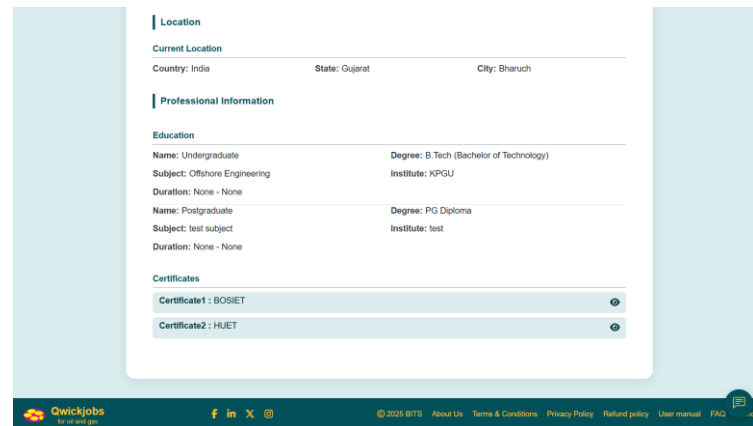 Location
Current Location
Country: India State: Gujarat City: Bharuch
Professional Information
Education
Name: Undergraduate Degree: B.Tech (Bachelor of Technology)
Subject: Offshore Engineering Institute: KPGU
Duration: None - None
Name: Postgraduate Degree: PG Diploma
Subject: test subject Institute: test
Duration: None - None
Certificates
Certificate1 : BOSIET
Certificate2 : HUET
Qwickjobs
for oil and gas
© 2025 BITS About Us Terms & Conditions Privacy Policy Refund policy User manual FAQ